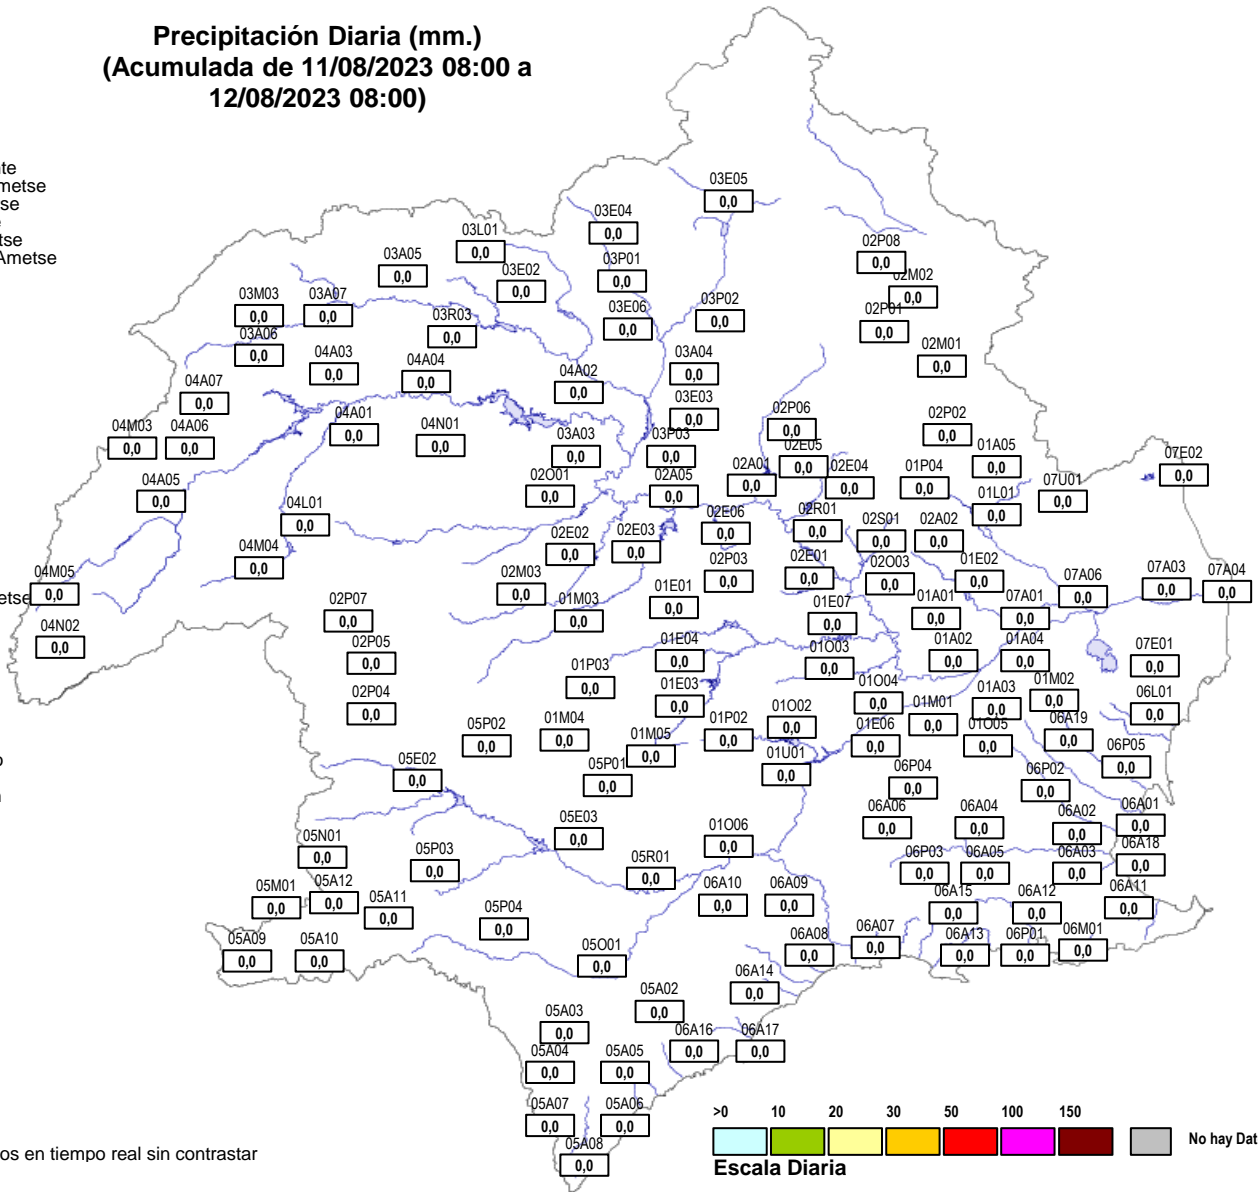 Precipitación Diaria (mm.)
(Acumulada de 11/08/2023 08:00 a
12/08/2023 08:00)
03E05
0,0
03E04
0,0
03L01
0,0
03A05
0,0
03P01
0,0
03E02
0,0
02P08
0,0
02M02
0,0
03M03
0,0
03A07
0,0
03R03
0,0
03E06
0,0
03P02
0,0
02P01
0,0
03A06
0,0
04A03
0,0
04A04
0,0
04A02
0,0
03A04
0,0
02M01
0,0
04A07
0,0
03E03
0,0
04M03
0,0
04A06
0,0
04A01
0,0
04N01
0,0
03A03
0,0
03P03
0,0
02P06
0,0
02E05
0,0
02P02
0,0
01A05
0,0
07E02
0,0
04A05
0,0
02O01
0,0
02A05
0,0
02A01
0,0
02E04
0,0
01P04
0,0
01L01
0,0
07U01
0,0
04L01
0,0
02E06
0,0
02R01
0,0
02S01
0,0
02A02
0,0
04M04
0,0
02E02
0,0
02E03
0,0
02P03
0,0
02E01
0,0
02O03
0,0
01E02
0,0
07A06
0,0
07A03
0,0
07A04
0,0
04M05
0,0
02M03
0,0
01M03
0,0
01E01
0,0
01E07
0,0
01A01
0,0
07A01
0,0
04N02
0,0
02P07
0,0
02P05
0,0
01E04
0,0
01O03
0,0
01A02
0,0
01A04
0,0
07E01
0,0
02P04
0,0
01P03
0,0
01E03
0,0
01O04
0,0
01M01
0,0
01A03
0,0
01M02
0,0
06L01
0,0
05P02
0,0
01M04
0,0
01M05
0,0
01P02
0,0
01O02
0,0
01E06
0,0
01O05
0,0
06A19
0,0
06P05
0,0
05E02
0,0
05P01
0,0
01U01
0,0
06P04
0,0
06P02
0,0
05E03
0,0
01O06
0,0
06A06
0,0
06A04
0,0
06A02
0,0
06A01
0,0
05N01
0,0
05P03
0,0
05R01
0,0
06P03
0,0
06A05
0,0
06A03
0,0
06A18
0,0
05M01
0,0
05A12
0,0
05A11
0,0
06A10
0,0
06A09
0,0
06A15
0,0
06A12
0,0
06A11
0,0
05A09
0,0
05A10
0,0
05P04
0,0
05O01
0,0
06A08
0,0
06A07
0,0
06A13
0,0
06P01
0,0
06M01
0,0
05A02
0,0
06A14
0,0
05A03
0,0
06A16
0,0
06A17
0,0
05A04
0,0
05A05
0,0
05A07
0,0
05A06
0,0
05A08
0,0
>0 10 20 30 50 100 150
No hay Dat
Escala Diaria
os en tiempo real sin contrastar